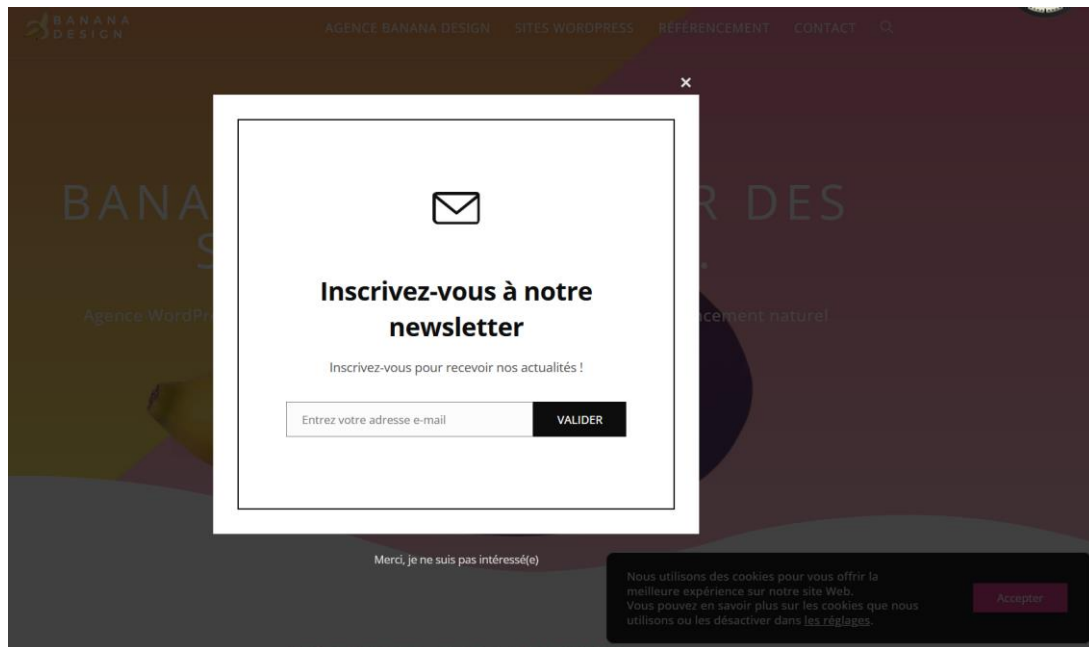 BANANA
DESIGN
AGENCE BANANA DESIGN SITES WORDPRESS RÉFÉRENCEMENT CONTACT
BANA R DES
S .
Agence WordPr cement naturel
×
Inscrivez-vous à notre
newsletter
Inscrivez-vous pour recevoir nos actualités !
Entrez votre adresse e-mail VALIDER
Merci, je ne suis pas intéressé(e)
Nous utilisons des cookies pour vous offrir la
meilleure expérience sur notre site Web.
Vous pouvez en savoir plus sur les cookies que nous
utilisons ou les désactiver dans les réglages.
Accepter